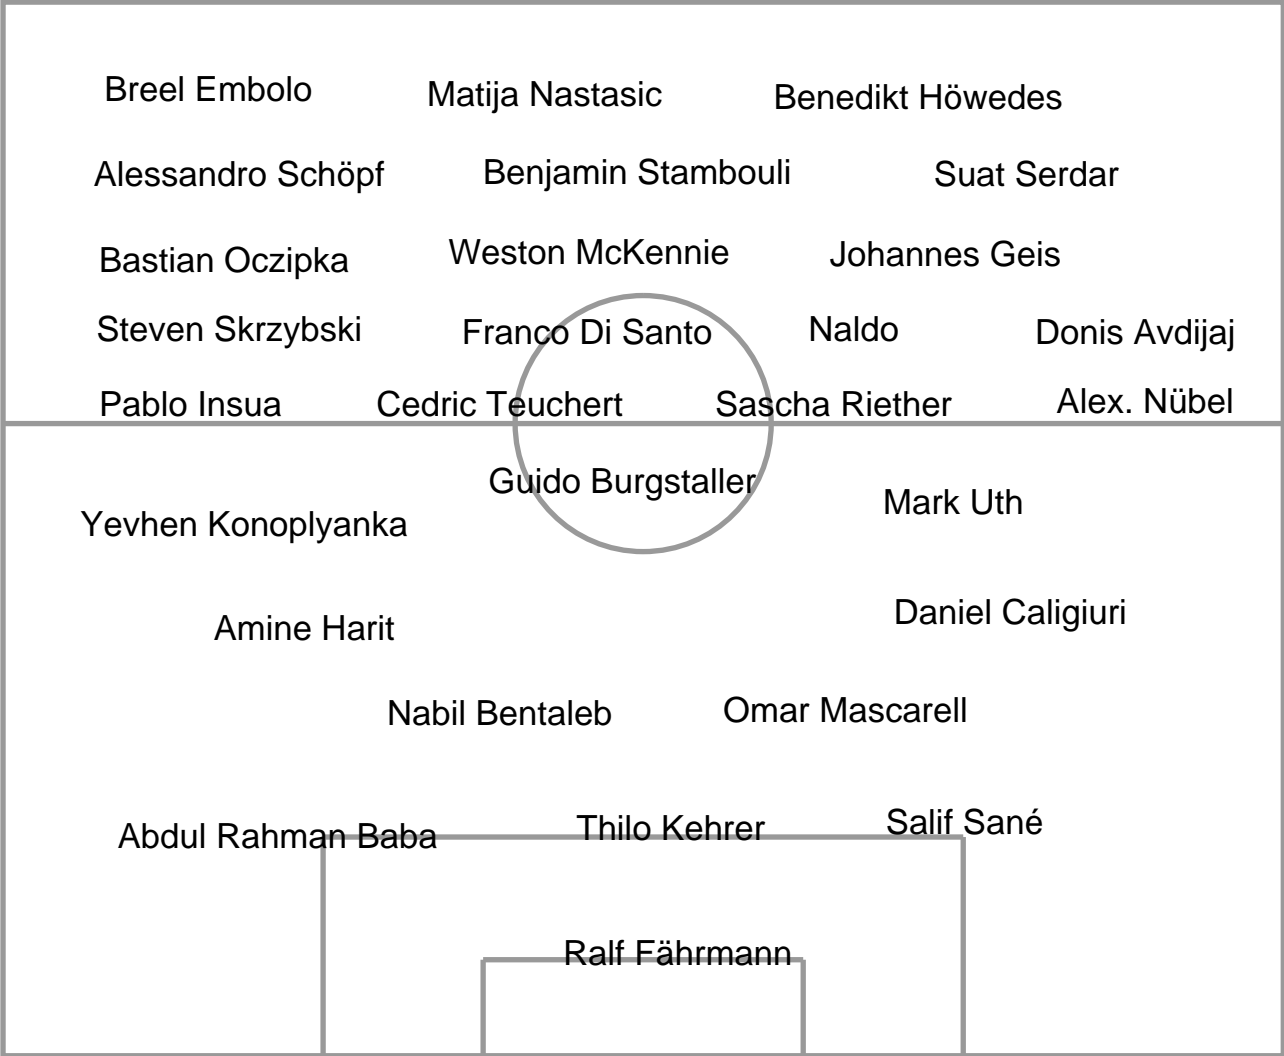 Breel Embolo Matija Nastasic Benedikt Höwedes
Alessandro Schöpf Benjamin Stambouli Suat Serdar
Bastian Oczipka Weston McKennie Johannes Geis
Steven Skrzybski Franco Di Santo Naldo Donis Avdijaj
Pablo Insua Cedric Teuchert Sascha Riether Alex. Nübel
Guido Burgstaller
Yevhen Konoplyanka Mark Uth
Amine Harit Daniel Caligiuri
Nabil Bentaleb Omar Mascarell
Abdul Rahman Baba Thilo Kehrer Salif Sané
Ralf Fährmann